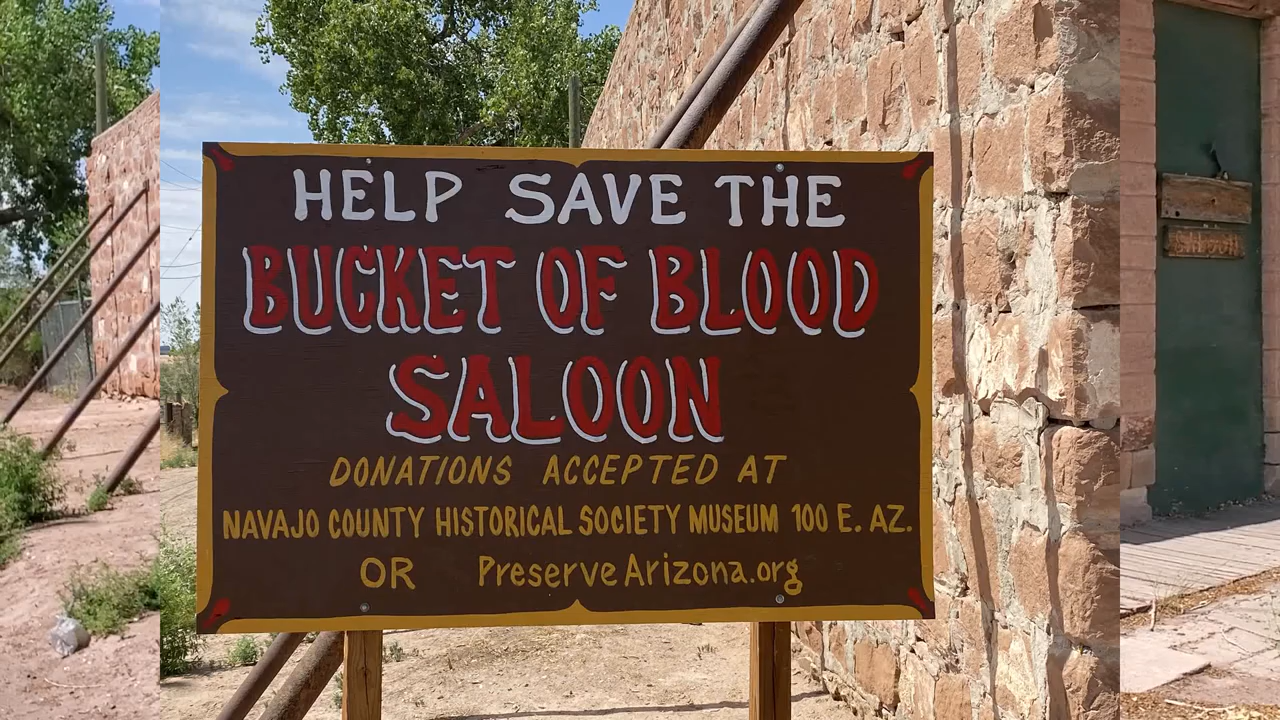 HELP SAVE THE
BUCKET OF BLOOD
SALOON
DONATIONS ACCEPTED AT
NAVAJO COUNTY HISTORICAL SOCIETY MUSEUM 100 E. AZ.
OR PreserveArizona.org